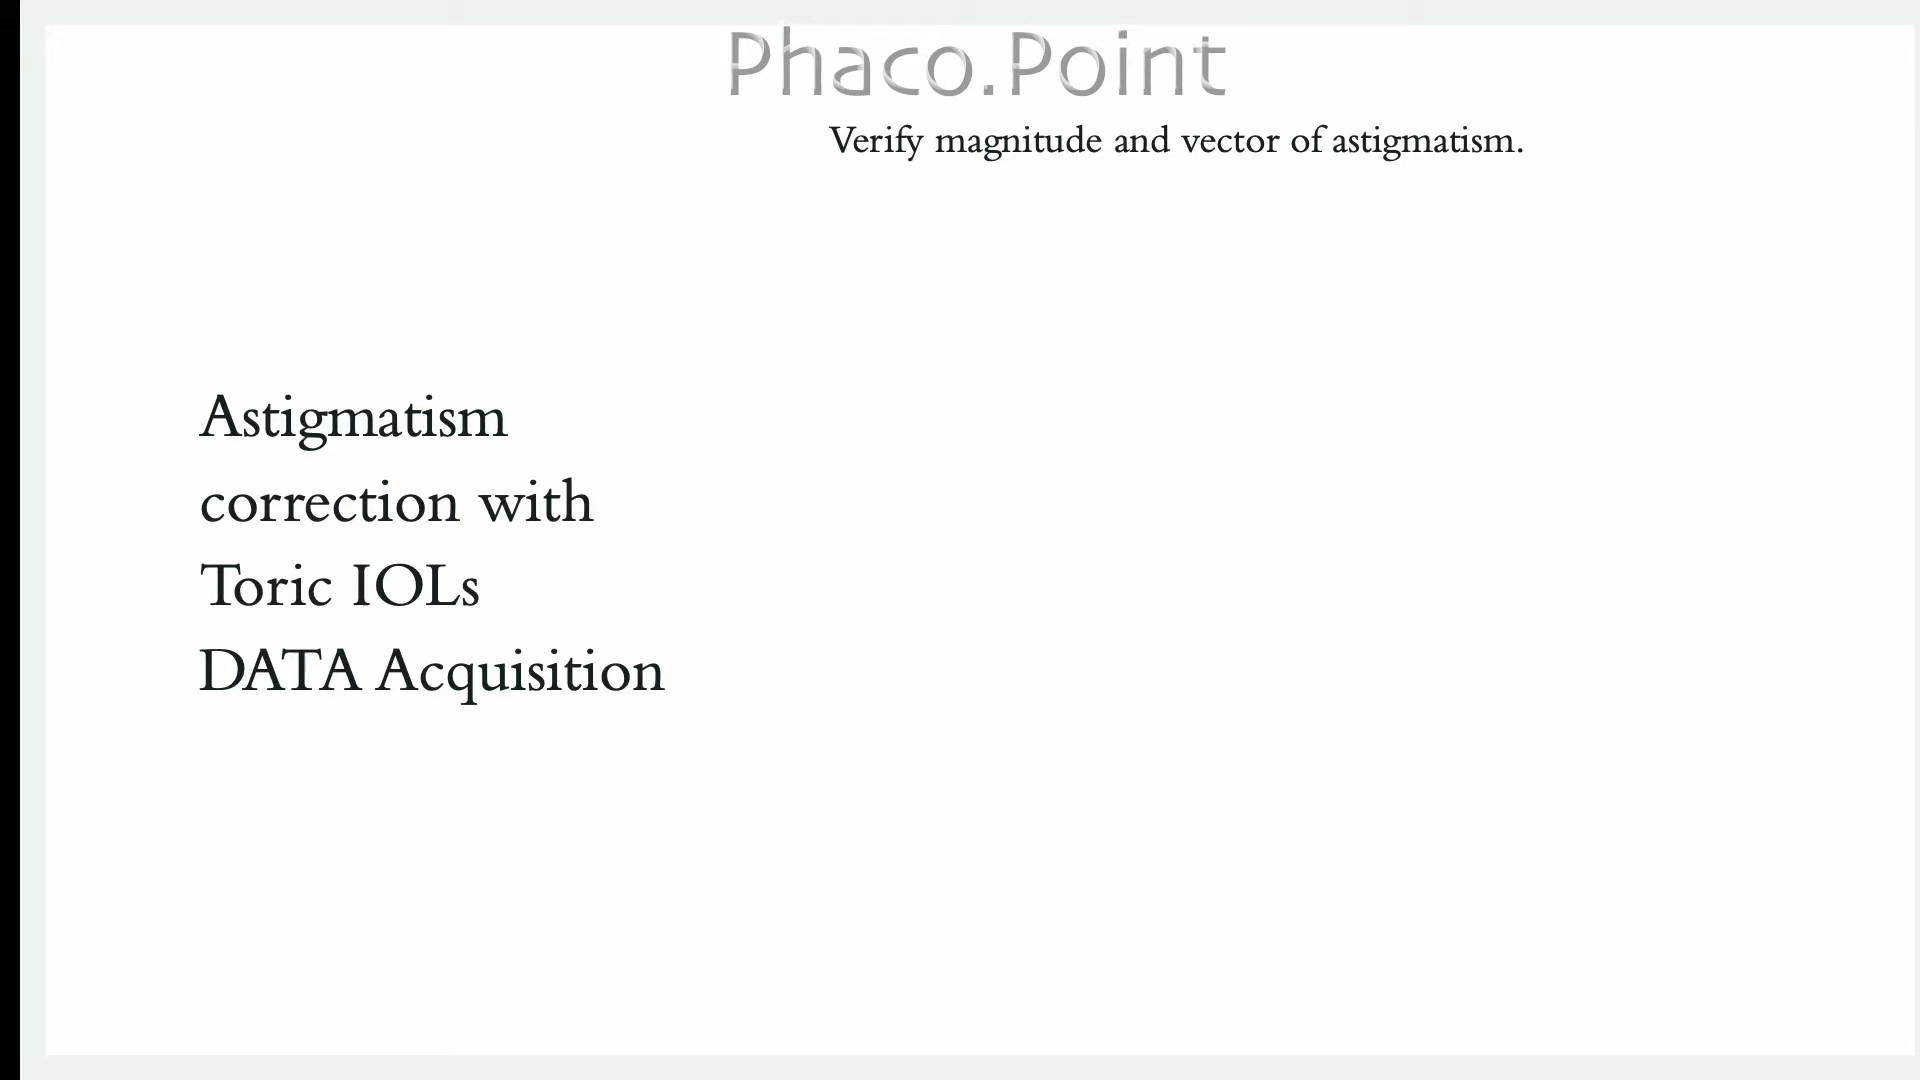 Phaco.Point
Verify magnitude and vector of astigmatism.
Astigmatism
correction with
Toric IOLs
DATA Acquisition